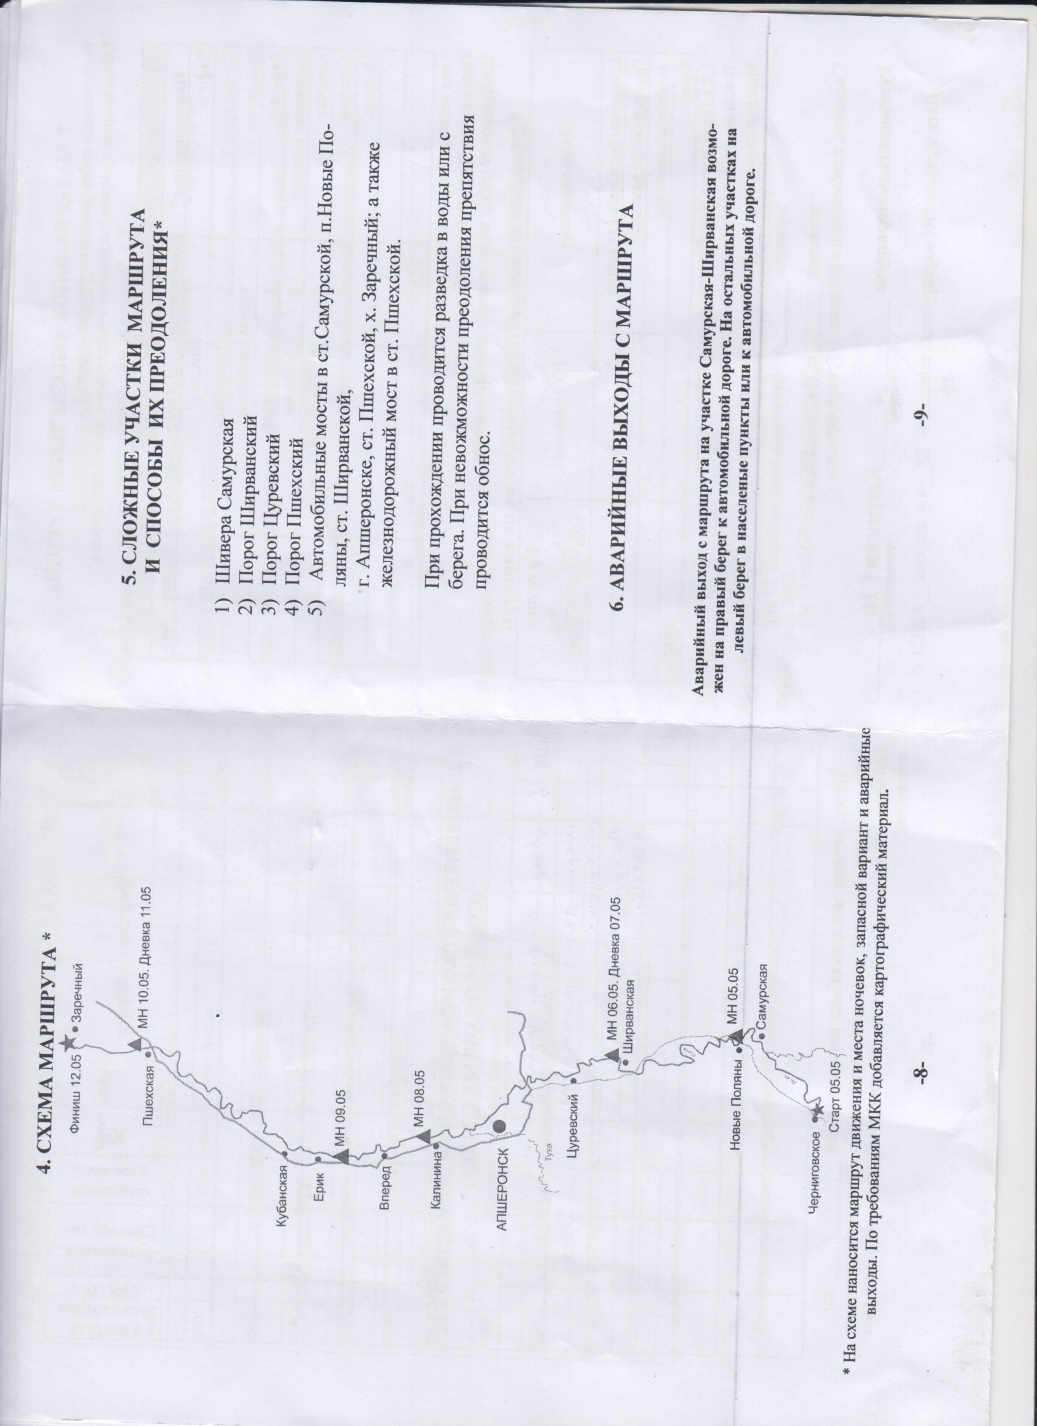 4. СХЕМА МАРШРУТА *
Финиш 12.05
Заречный
Пшехская
МН 10.05. Дневка 11.05
Кубанская
Ерик
МН 09.05
Вперед
Калинина
МН 08.05
АПШЕРОНСК
Туха
Цуревский
МН 06.05. Дневка 07.05
Ширванская
Новые Поляны
МН 05.05
Самурская
Черниговское
Старт 05.05
* На схеме наносится маршрут движения и места ночевок, запасной вариант и аварийные
выходы. По требованиям МКК добавляется картографический материал.
-8-
5. СЛОЖНЫЕ УЧАСТКИ МАРШРУТА
И СПОСОБЫ ИХ ПРЕОДОЛЕНИЯ*
1) Шивера Самурская
2) Порог Ширванский
3) Порог Цуревский
4) Порог Пшехский
5) Автомобильные мосты в ст.Самурской, п.Новые По-
ляны, ст. Ширванской,
г. Апшеронске, ст. Пшехской, х. Заречный; а также
железнодорожный мост в ст. Пшехской.
При прохождении проводится разведка в воды или с
берега. При невожможности преодоления препятствия
проводится обнос.
6. АВАРИЙНЫЕ ВЫХОДЫ С МАРШРУТА
Аварийный выход с маршрута на участке Самурская-Ширванская возмо-
жен на правый берег к автомобильной дороге. На остальных участках на
левый берег в населеные пункты или к автомобильной дороге.
-9-